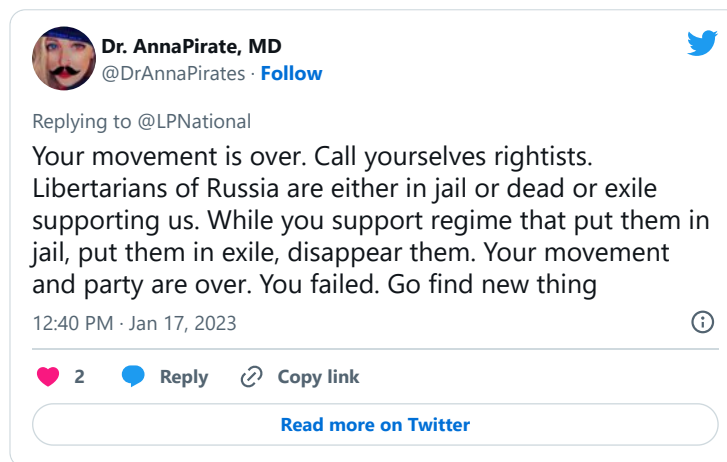 Dr. AnnaPirate, MD
@DrAnnaPirates · Follow
Replying to @LPNational
Your movement is over. Call yourselves rightists.
Libertarians of Russia are either in jail or dead or exile
supporting us. While you support regime that put them in
jail, put them in exile, disappear them. Your movement
and party are over. You failed. Go find new thing
12:40 PM · Jan 17, 2023
2 Reply Copy link
Read more on Twitter